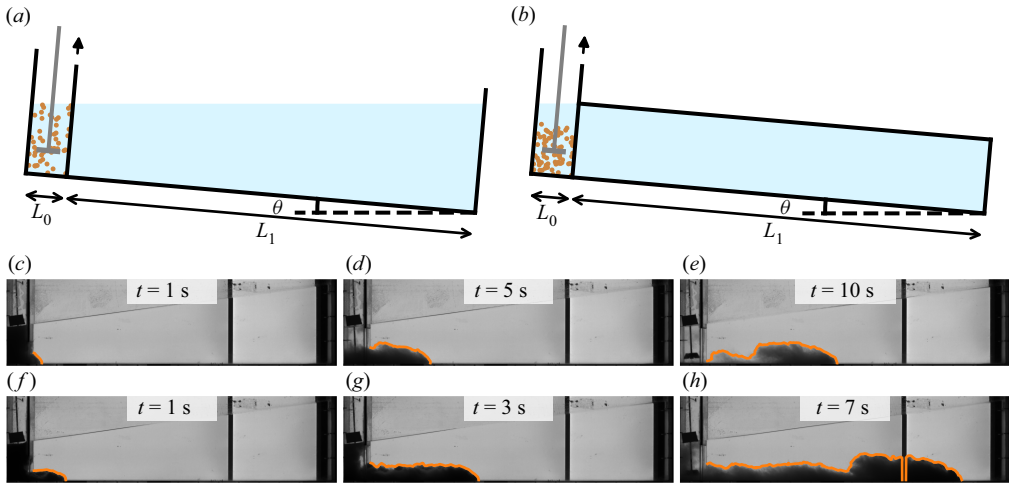 (a)
(b)
L0
θ
L1
L0
θ
L1
(c)
t = 1 s
(d)
t = 5 s
(e)
t = 10 s
(f)
t = 1 s
(g)
t = 3 s
(h)
t = 7 s